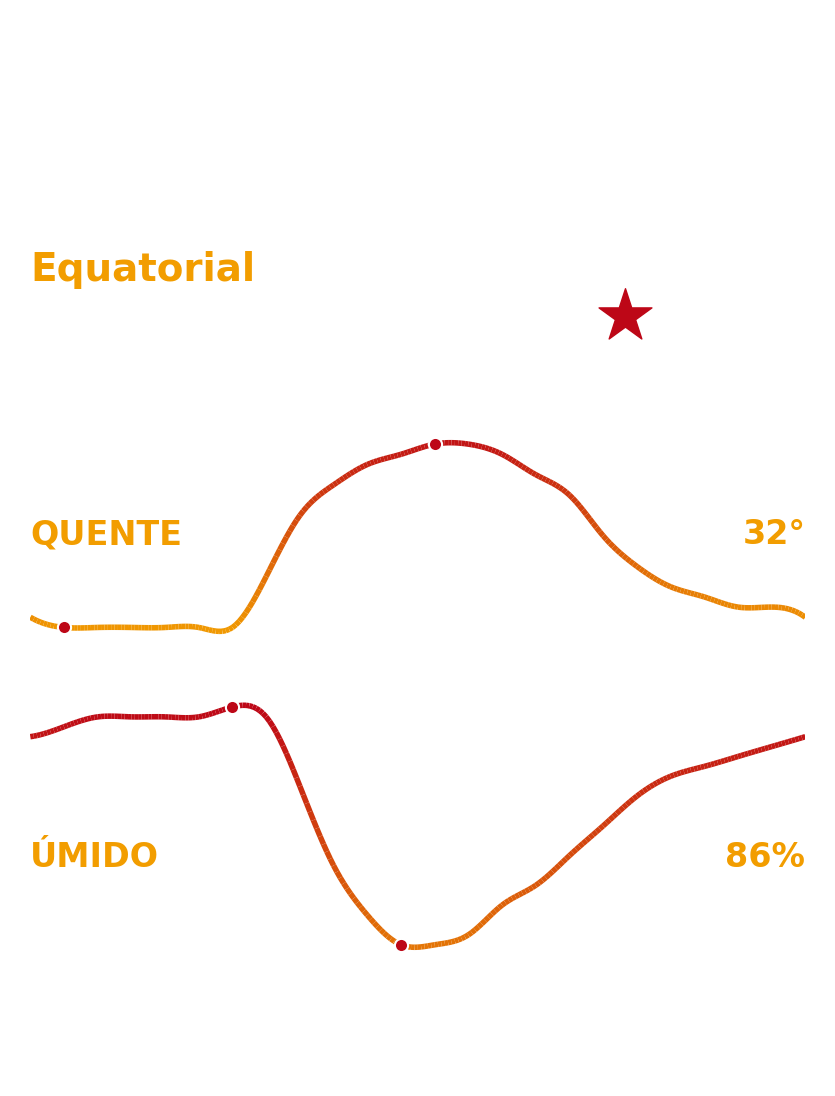 Equatorial
QUENTE
32°
ÚMIDO
86%